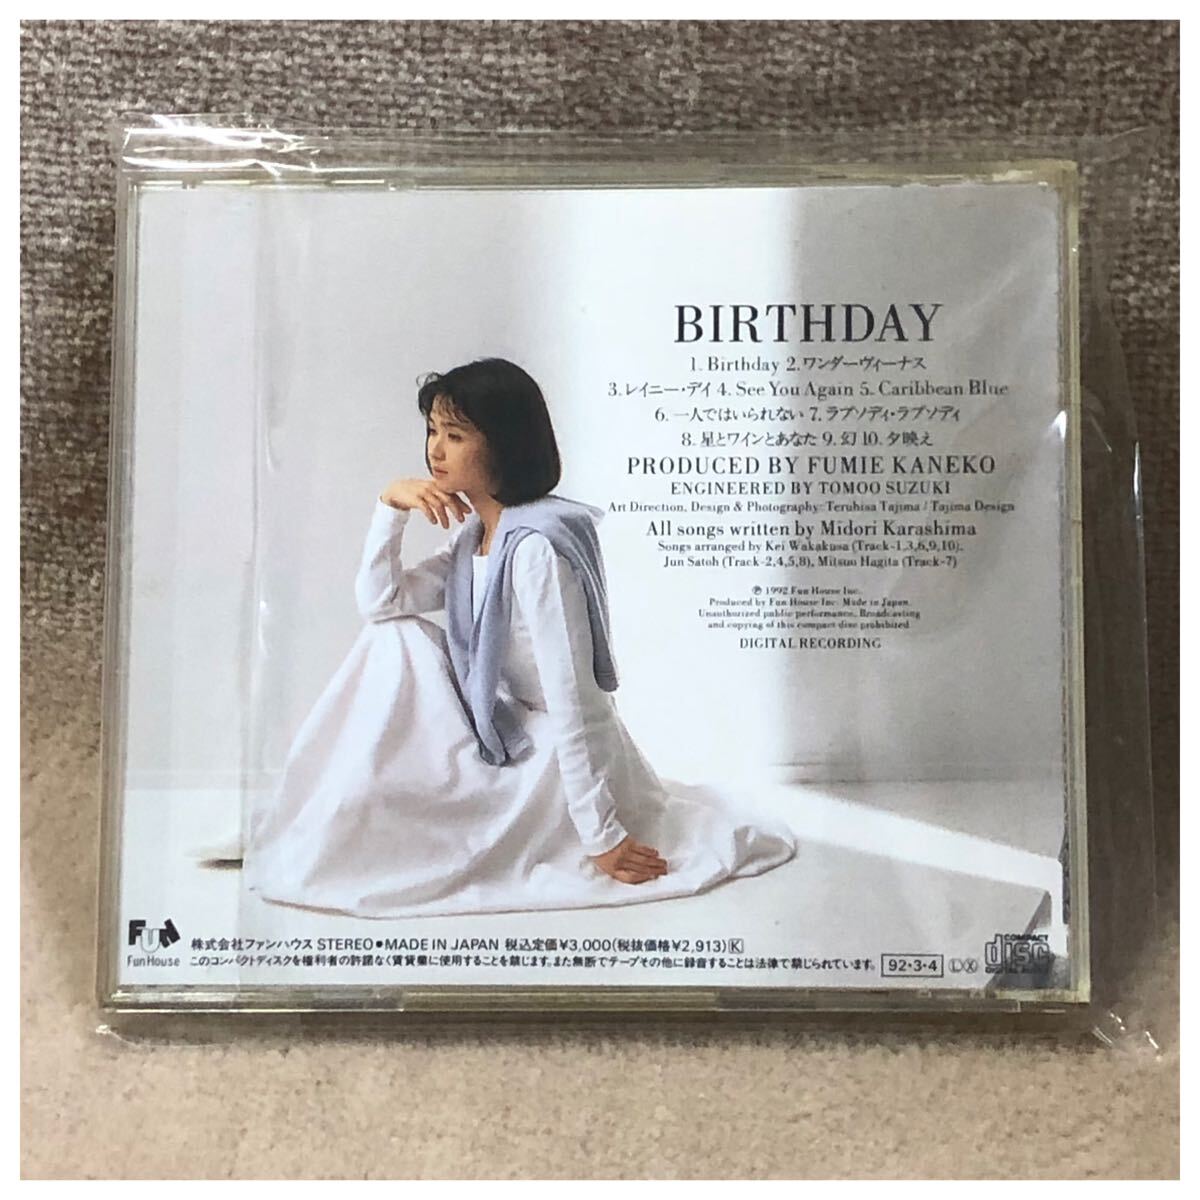 BIRTHDAY
1. Birthday 2.ワンダーヴィーナス
3.レイニー・デイ 4. See You Again 5. Caribbean Blue
6. 一人ではいられない 7. ラプソディ・ラプソディ
8. 星とワインとあなた 9. 幻 10. 夕映え
PRODUCED BY FUMIE KANEKO
ENGINEERED BY TOMOO SUZUKI
Art Direction, Design & Photography: Teruhisa Tajima / Tajima Design
All songs written by Midori Karashima
Songs arranged by Kei Wakakusa (Track-1,3,6,9,10),
Jun Satoh (Track-2,4,5,8), Mitsuo Hagita (Track-7)
Ⓟ 1992 Fun House Inc.
Produced by Fun House Inc. Made in Japan.
Unauthorized public performance, Broadcasting
and copying of this compact disc prohibited
DIGITAL RECORDING
Fun
Fun House
株式会社ファンハウス STEREO●MADE IN JAPAN 税込定価¥3,000(税抜価格¥2,913)K
このコンパクトディスクを権利者の許諾なく賃貸業に使用することを禁じます。また無断でテープその他に録音することは法律で禁じられています。 92・3・4 Ⓛ Ⓧ
COMPACT
disc
DIGITAL AUDIO